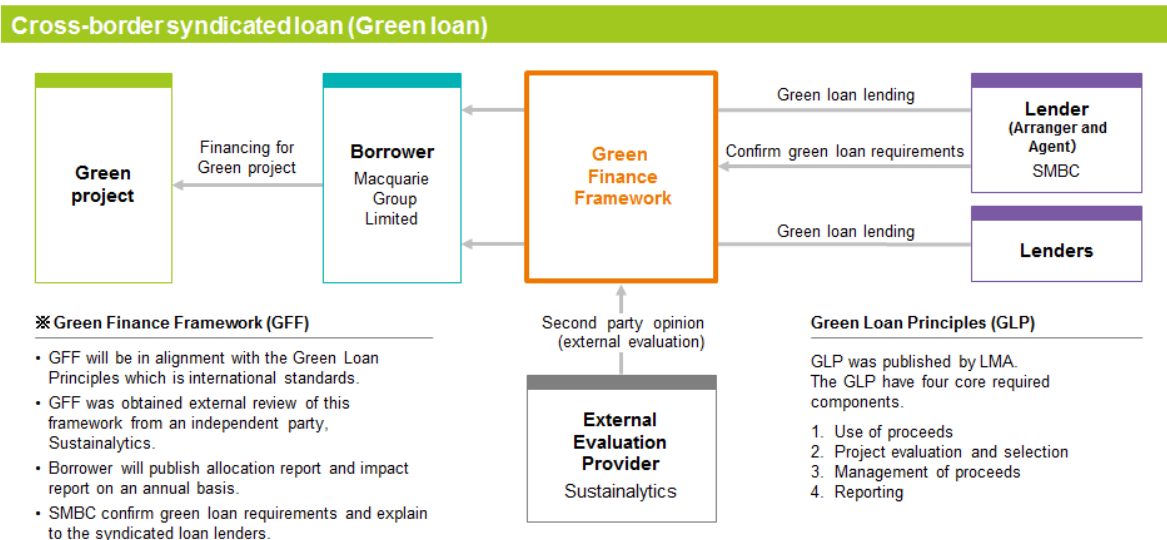 Cross-border syndicated loan (Green loan)
Green
project
Financing for
Green project
Borrower
Macquarie
Group
Limited
Green
Finance
Framework
Green loan lending
Confirm green loan requirements
Green loan lending
Lender
(Arranger and
Agent)
SMBC
Lenders
Second party opinion
(external evaluation)
External
Evaluation
Provider
Sustainalytics
※ Green Finance Framework (GFF)
• GFF will be in alignment with the Green Loan
Principles which is international standards.
• GFF was obtained external review of this
framework from an independent party,
Sustainalytics.
• Borrower will publish allocation report and impact
report on an annual basis.
• SMBC confirm green loan requirements and explain
to the syndicated loan lenders.
Green Loan Principles (GLP)
GLP was published by LMA.
The GLP have four core required
components.
1. Use of proceeds
2. Project evaluation and selection
3. Management of proceeds
4. Reporting